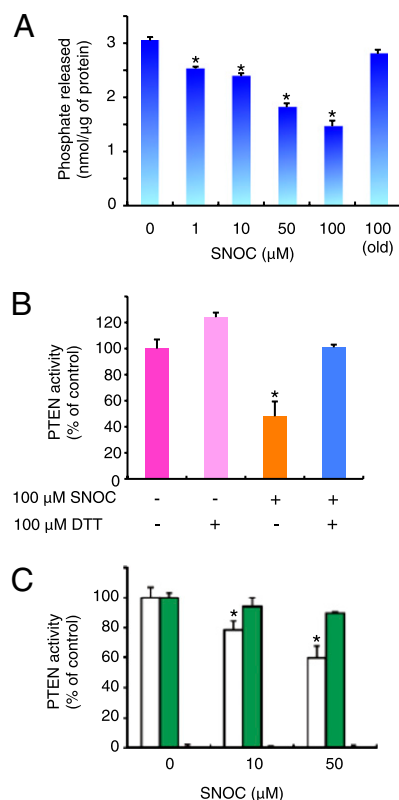 A
Phosphate released
(nmol/μg of protein)
3
2
1
0
* * * *
0 1 10 50 100 100
(old)
SNOC (μM)
B
PTEN activity
(% of control)
120
100
80
60
40
20
0
*
100 μM SNOC - - + +
100 μM DTT - + - +
C
PTEN activity
(% of control)
100
80
60
40
20
0
* *
0 10 50
SNOC (μM)